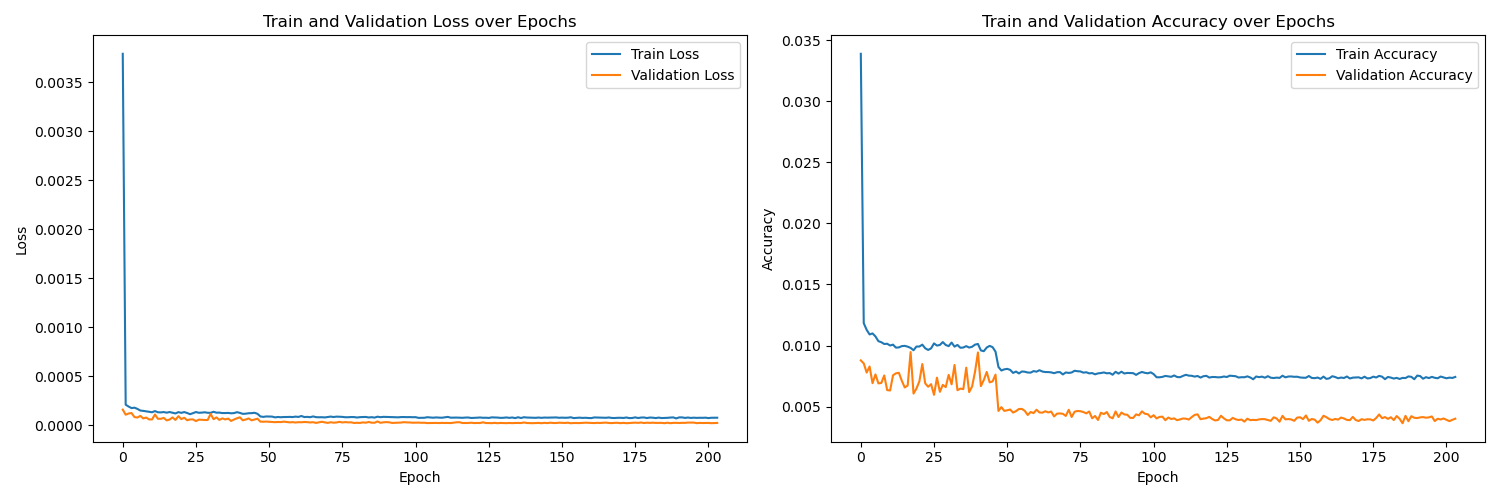 Train and Validation Loss over Epochs
Train Loss
Validation Loss
0.0035
0.0030
0.0025
0.0020
0.0015
0.0010
0.0005
0.0000
Loss
0 25 50 75 100 125 150 175 200
Epoch
Train and Validation Accuracy over Epochs
Train Accuracy
Validation Accuracy
0.035
0.030
0.025
0.020
0.015
0.010
0.005
Accuracy
0 25 50 75 100 125 150 175 200
Epoch